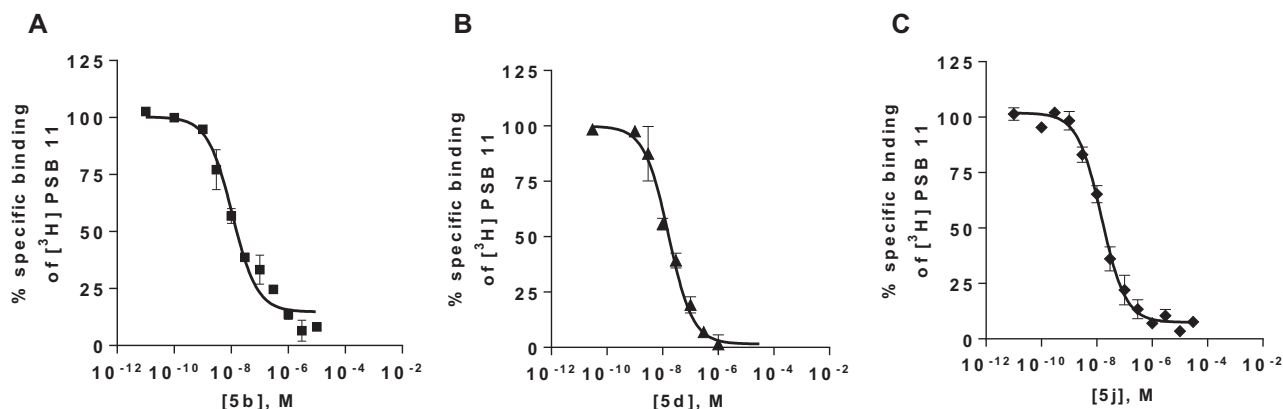 A
B
C
% specific binding
of [³H] PSB 11
125
100
75
50
25
0
10⁻¹² 10⁻¹⁰ 10⁻⁸ 10⁻⁶ 10⁻⁴ 10⁻²
[5b], M
% specific binding
of [³H] PSB 11
125
100
75
50
25
0
10⁻¹² 10⁻¹⁰ 10⁻⁸ 10⁻⁶ 10⁻⁴ 10⁻²
[5d], M
% specific binding
of [³H] PSB 11
125
100
75
50
25
0
10⁻¹² 10⁻¹⁰ 10⁻⁸ 10⁻⁶ 10⁻⁴ 10⁻²
[5j], M